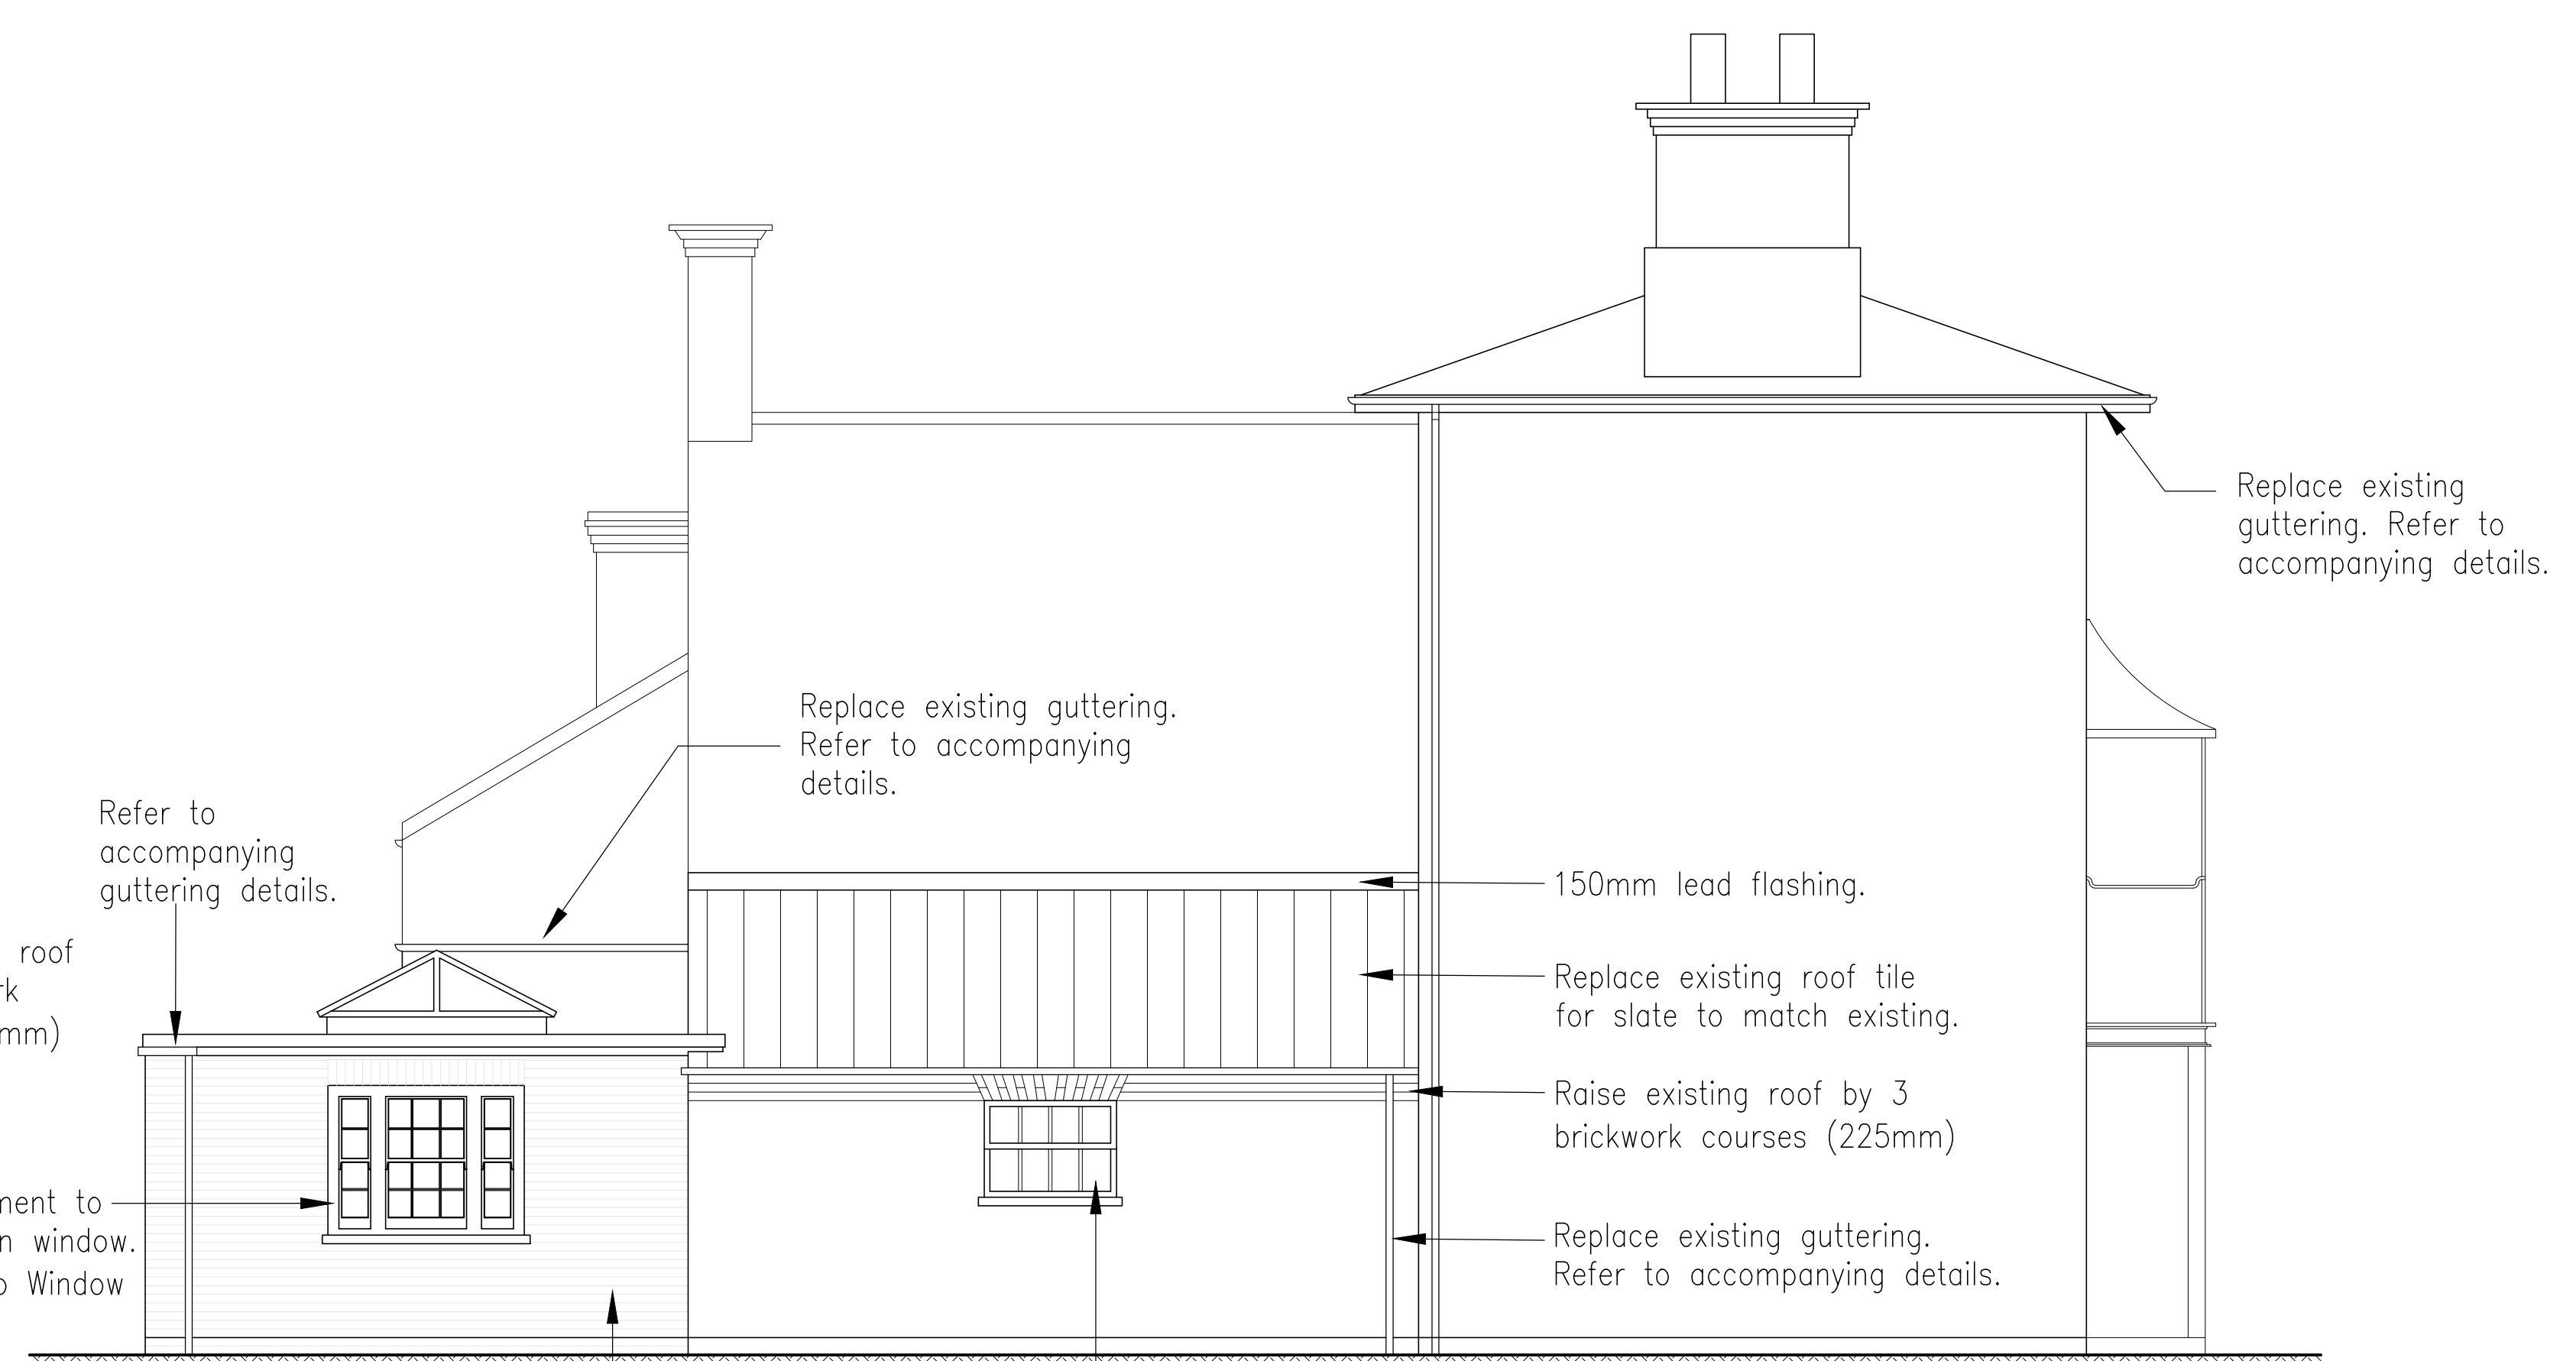 Replace existing
guttering. Refer to
accompanying details.
Replace existing guttering.
Refer to accompanying
details.
Refer to
accompanying
guttering details.
roof
mm)
to
window.
Window
150mm lead flashing.
Replace existing roof tile
for slate to match existing.
Raise existing roof by 3
brickwork courses (225mm)
Replace existing guttering.
Refer to accompanying details.